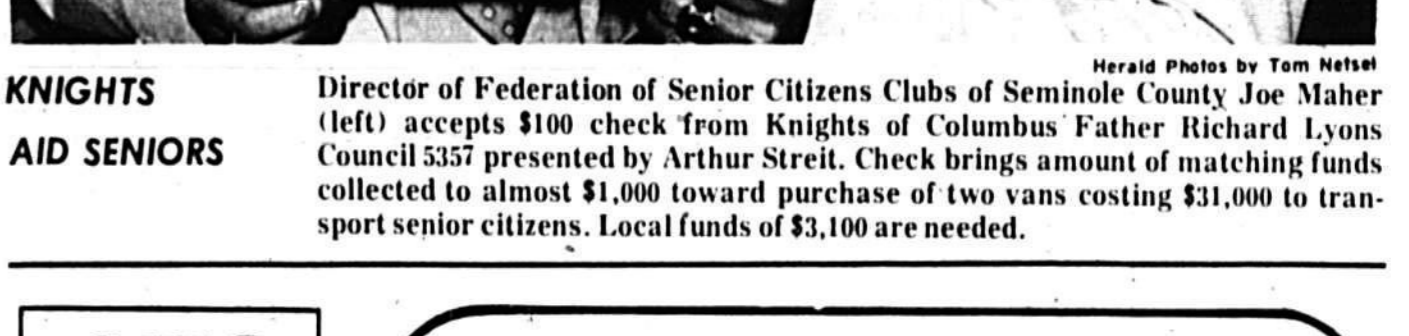 Herald Photos by Tom Netsel
KNIGHTS
AID SENIORS
Director of Federation of Senior Citizens Clubs of Seminole County Joe Maher
(left) accepts $100 check from Knights of Columbus Father Richard Lyons
Council 5357 presented by Arthur Streit. Check brings amount of matching funds
collected to almost $1,000 toward purchase of two vans costing $31,000 to tran-
sport senior citizens. Local funds of $3,100 are needed.